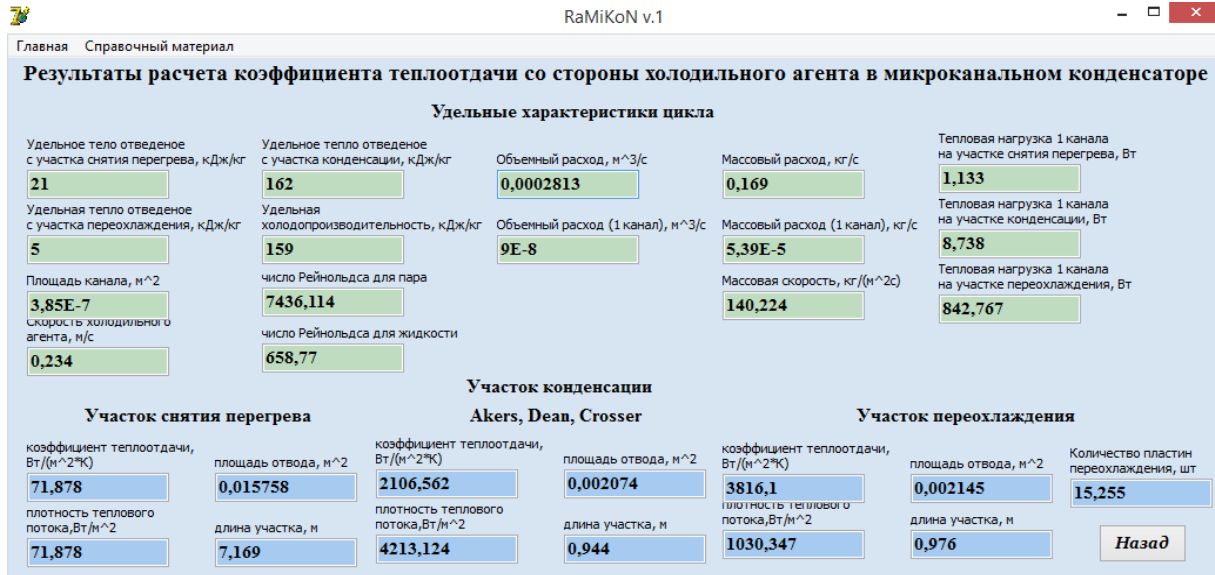 RaMiKoN v.1
Главная Справочный материал
Результаты расчета коэффициента теплоотдачи со стороны холодильного агента в микроканальном конденсаторе
Удельные характеристики цикла
Удельное тело отведеное
с участка снятия перегрева, кДж/кг
21
Удельное тепло отведеное
с участка конденсации, кДж/кг
162
Объемный расход, м^3/с
0,0002813
Массовый расход, кг/с
0,169
Тепловая нагрузка 1 канала
на участке снятия перегрева, Вт
1,133
Удельная тепло отведеное
с участка переохлаждения, кДж/кг
5
Удельная
холодопроизводительность, кДж/кг
159
Объемный расход (1 канал), м^3/с
9E-8
Массовый расход (1 канал), кг/с
5,39E-5
Тепловая нагрузка 1 канала
на участке конденсации, Вт
8,738
Площадь канала, м^2
3,85E-7
число Рейнольдса для пара
7436,114
Массовая скорость, кг/(м^2с)
140,224
Тепловая нагрузка 1 канала
на участке переохлаждения, Вт
842,767
Скорость холодильного
агента, м/с
0,234
число Рейнольдса для жидкости
658,77
Участок конденсации
Участок снятия перегрева
Akers, Dean, Crosser
Участок переохлаждения
коэффициент теплоотдачи,
Вт/(м^2*К)
71,878
площадь отвода, м^2
0,015758
коэффициент теплоотдачи,
Вт/(м^2*К)
2106,562
площадь отвода, м^2
0,002074
коэффициент теплоотдачи,
Вт/(м^2*К)
3816,1
площадь отвода, м^2
0,002145
Количество пластин
переохлаждения, шт
15,255
плотность теплового
потока,Вт/м^2
71,878
длина участка, м
7,169
плотность теплового
потока,Вт/м^2
4213,124
длина участка, м
0,944
плотность теплового
потока,Вт/м^2
1030,347
длина участка, м
0,976
Назад